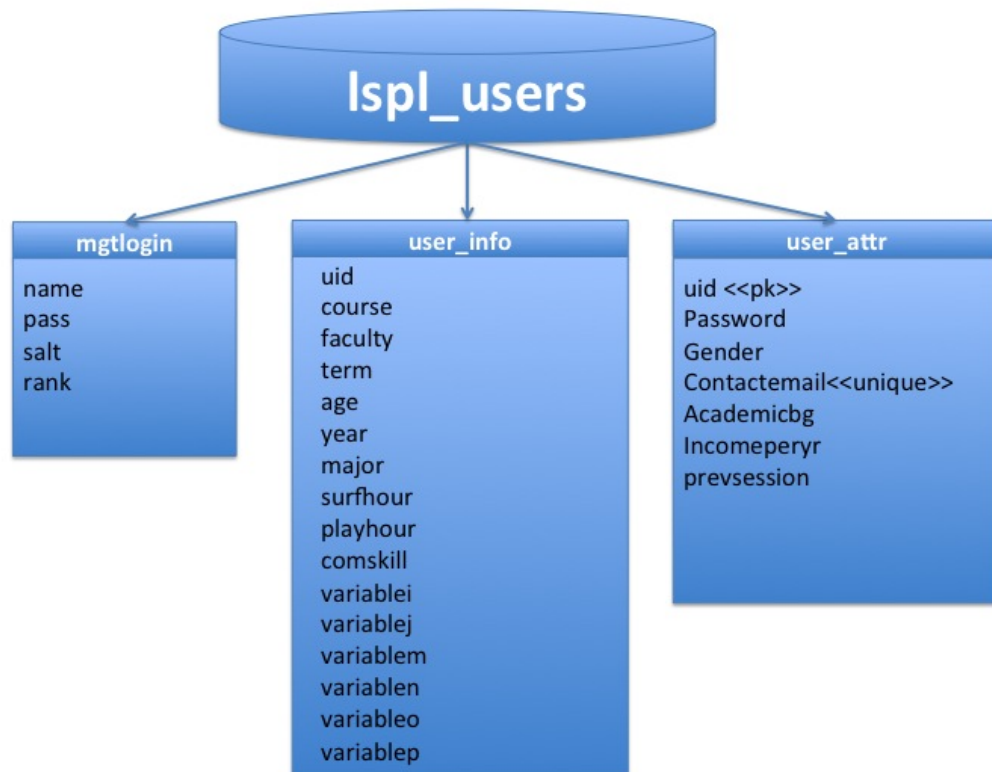 lspl_users
mgtlogin
name
pass
salt
rank
user_info
uid
course
faculty
term
age
year
major
surfhour
playhour
comskill
variablei
variablej
variablem
variablen
variableo
variablep
user_attr
uid <<pk>>
Password
Gender
Contactemail<<unique>>
Academicbg
Incomeperyr
prevsession